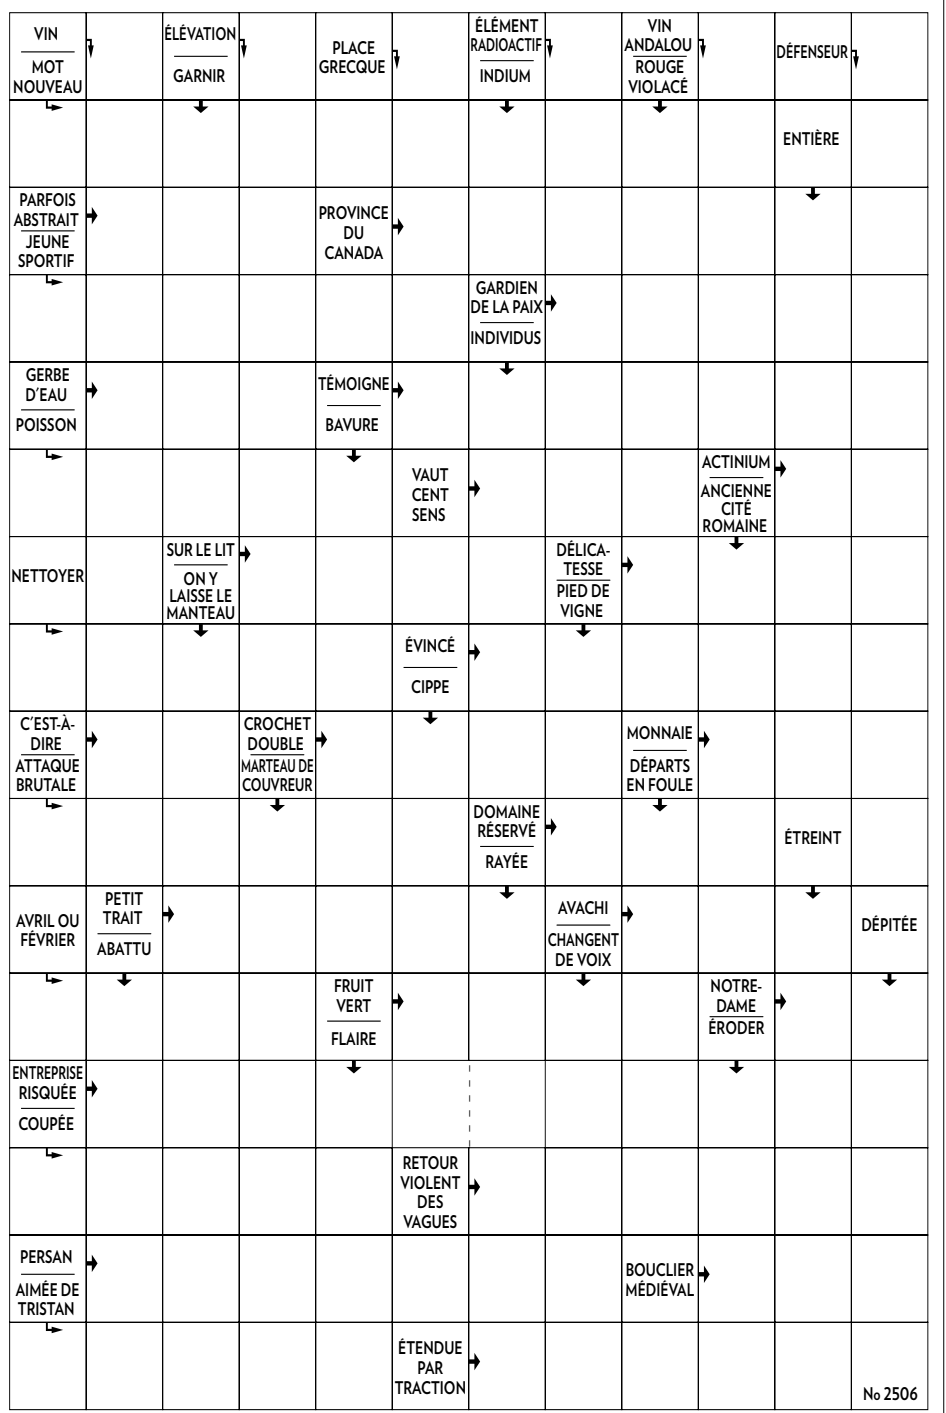 VIN
MOT
NOUVEAU
ÉLÉVATION
GARNIR
PLACE
GRECQUE
ÉLÉMENT
RADIOACTIF
INDIUM
VIN
ANDALOU
ROUGE
VIOLACÉ
DÉFENSEUR
ENTIÈRE
PARFOIS
ABSTRAIT
JEUNE
SPORTIF
PROVINCE
DU
CANADA
GARDIEN
DE LA PAIX
INDIVIDUS
GERBE
D'EAU
POISSON
TÉMOIGNE
BAVURE
VAUT
CENT
SENS
ACTINIUM
ANCIENNE
CITÉ
ROMAINE
NETTOYER
SUR LE LIT
ON Y
LAISSE LE
MANTEAU
DÉLICA-
TESSE
PIED DE
VIGNE
ÉVINCÉ
CIPPE
C'EST-À-
DIRE
ATTAQUE
BRUTALE
CROCHET
DOUBLE
MARTEAU DE
COUVREUR
MONNAIE
DÉPARTS
EN FOULE
DOMAINE
RÉSERVÉ
RAYÉE
ÉTREINT
AVRIL OU
FÉVRIER
PETIT
TRAIT
ABATTU
AVACHI
CHANGENT
DE VOIX
DÉPITÉE
FRUIT
VERT
FLAIRE
NOTRE-
DAME
ÉRODER
ENTREPRISE
RISQUÉE
COUPÉE
RETOUR
VIOLENT
DES
VAGUES
PERSAN
AIMÉE DE
TRISTAN
BOUCLIER
MÉDIÉVAL
ÉTENDUE
PAR
TRACTION
No 2506